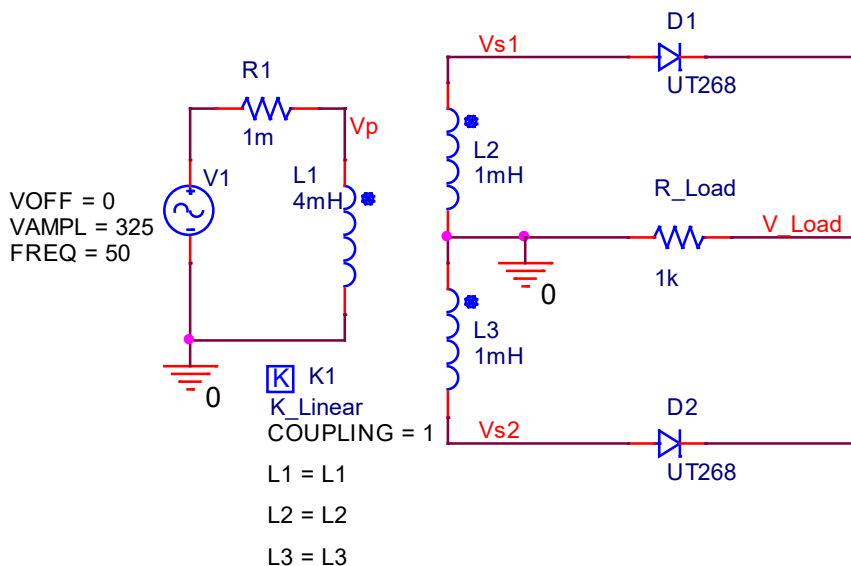 D1
Vs1
UT268
R1
1m
Vp
L2
1mH
V1
L1
4mH
R_Load
V_Load
1k
VOFF = 0
VAMPL = 325
FREQ = 50
0
0
L3
1mH
K K1
K_Linear
COUPLING = 1
L1 = L1
L2 = L2
L3 = L3
D2
Vs2
UT268